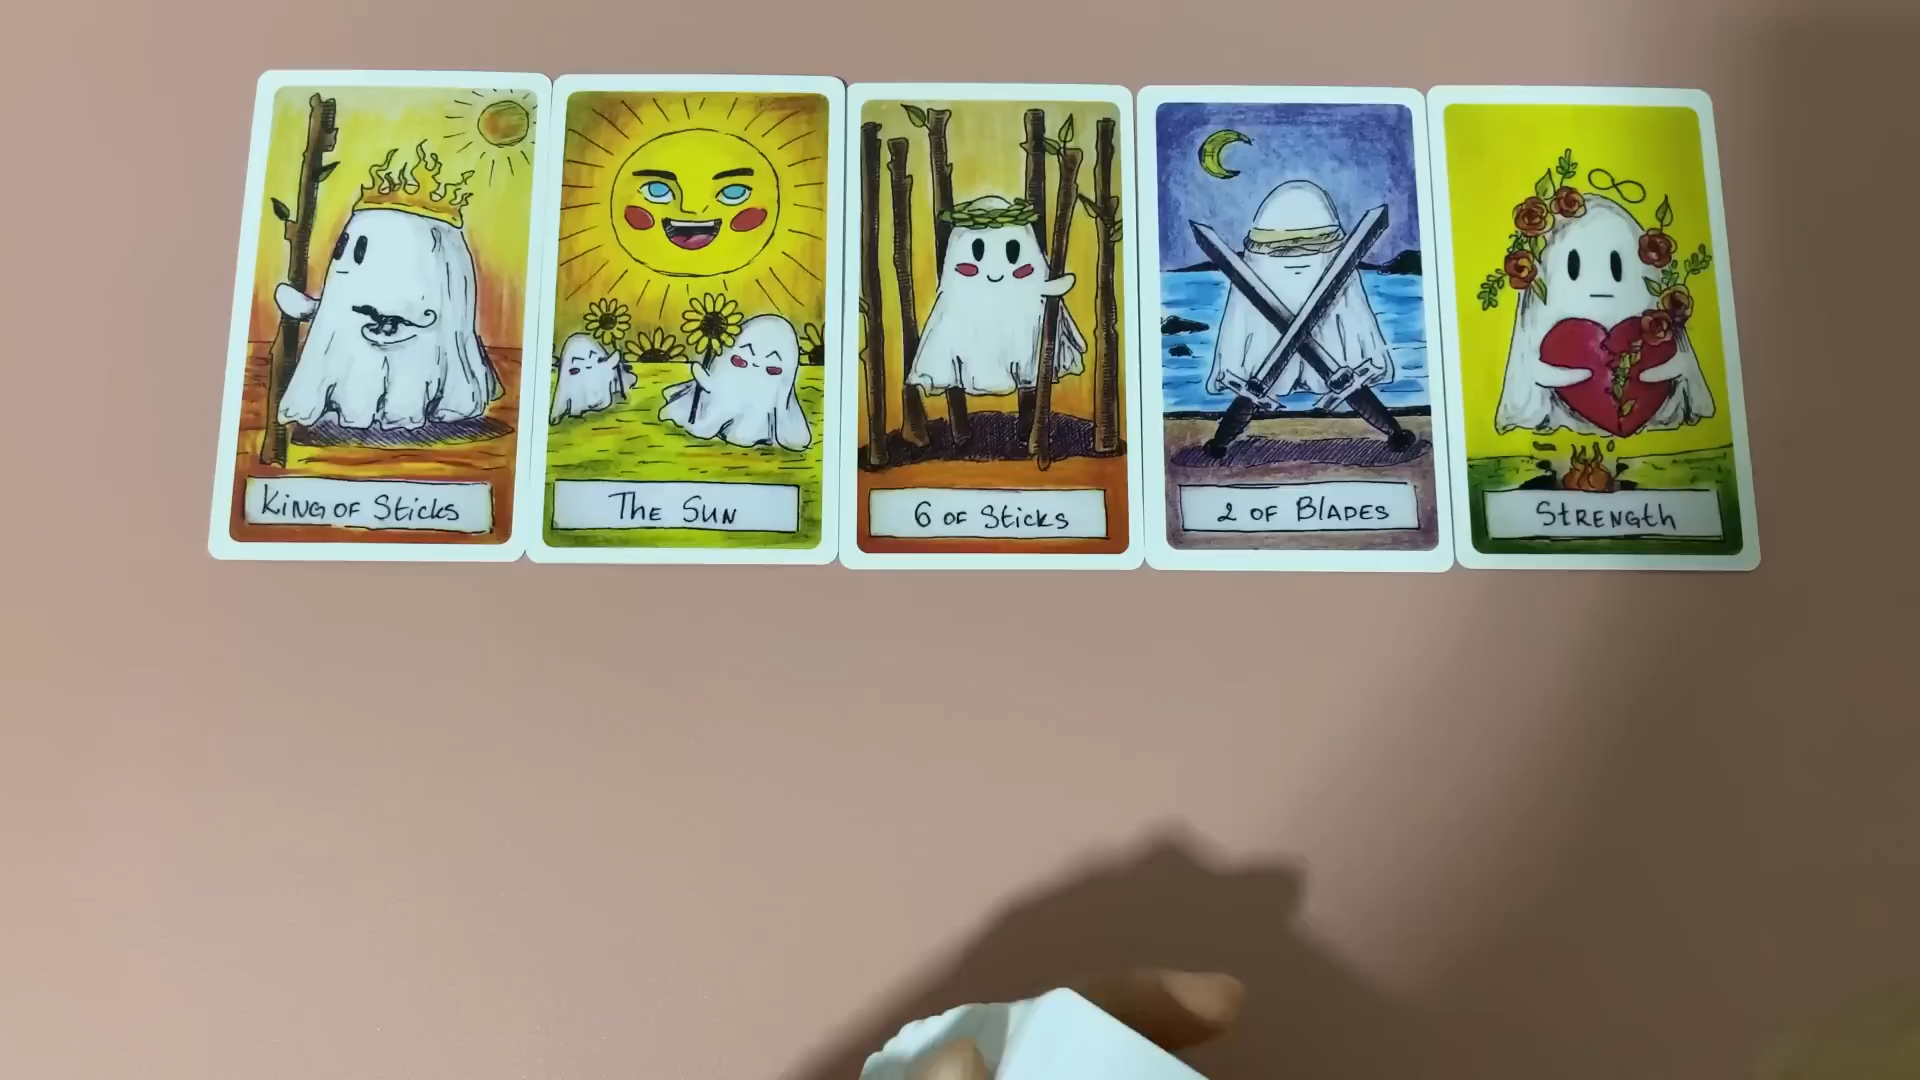 King of Sticks
The Sun
6 of Sticks
2 of Blades
Strength